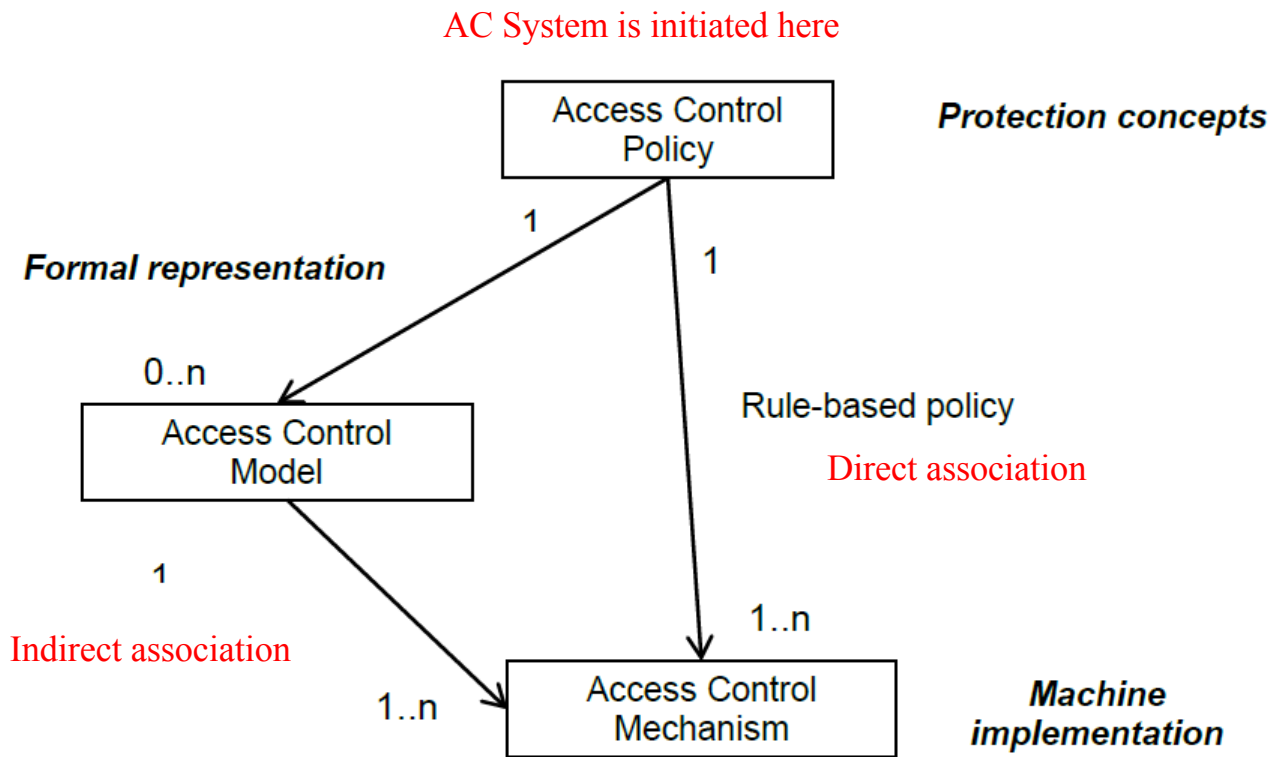 AC System is initiated here
Access Control
Policy
Protection concepts
1
1
Formal representation
0..n
Access Control
Model
Rule-based policy
Direct association
1
1..n
Indirect association
1..n
Access Control
Mechanism
Machine
implementation